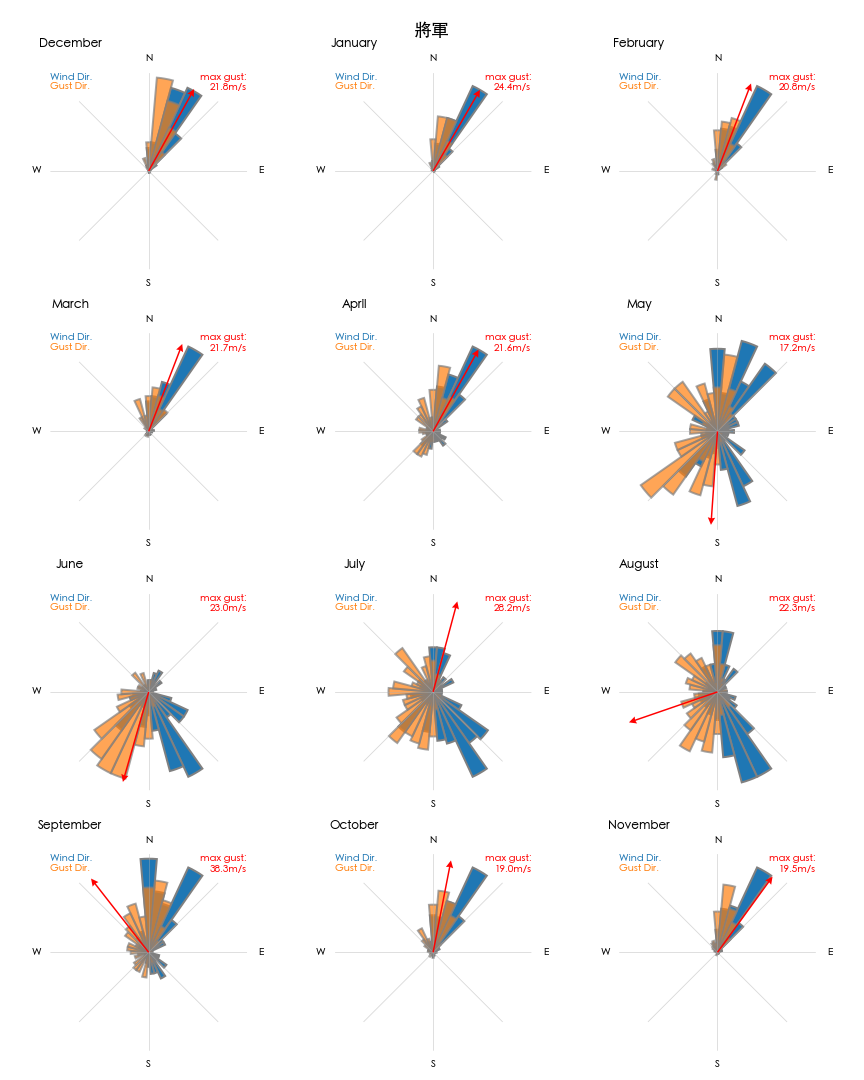 將軍
December
January
February
N
N
N
Wind Dir.
Gust Dir.
max gust:
21.8m/s
Wind Dir.
Gust Dir.
max gust:
24.4m/s
Wind Dir.
Gust Dir.
max gust:
20.8m/s
W
E
W
E
W
E
S
S
S
March
April
May
N
N
N
Wind Dir.
Gust Dir.
max gust:
21.7m/s
Wind Dir.
Gust Dir.
max gust:
21.6m/s
Wind Dir.
Gust Dir.
max gust:
17.2m/s
W
E
W
E
W
E
S
S
S
June
July
August
N
N
N
Wind Dir.
Gust Dir.
max gust:
23.0m/s
Wind Dir.
Gust Dir.
max gust:
28.2m/s
Wind Dir.
Gust Dir.
max gust:
22.3m/s
W
E
W
E
W
E
S
S
S
September
October
November
N
N
N
Wind Dir.
Gust Dir.
max gust:
38.3m/s
Wind Dir.
Gust Dir.
max gust:
19.0m/s
Wind Dir.
Gust Dir.
max gust:
19.5m/s
W
E
W
E
W
E
S
S
S